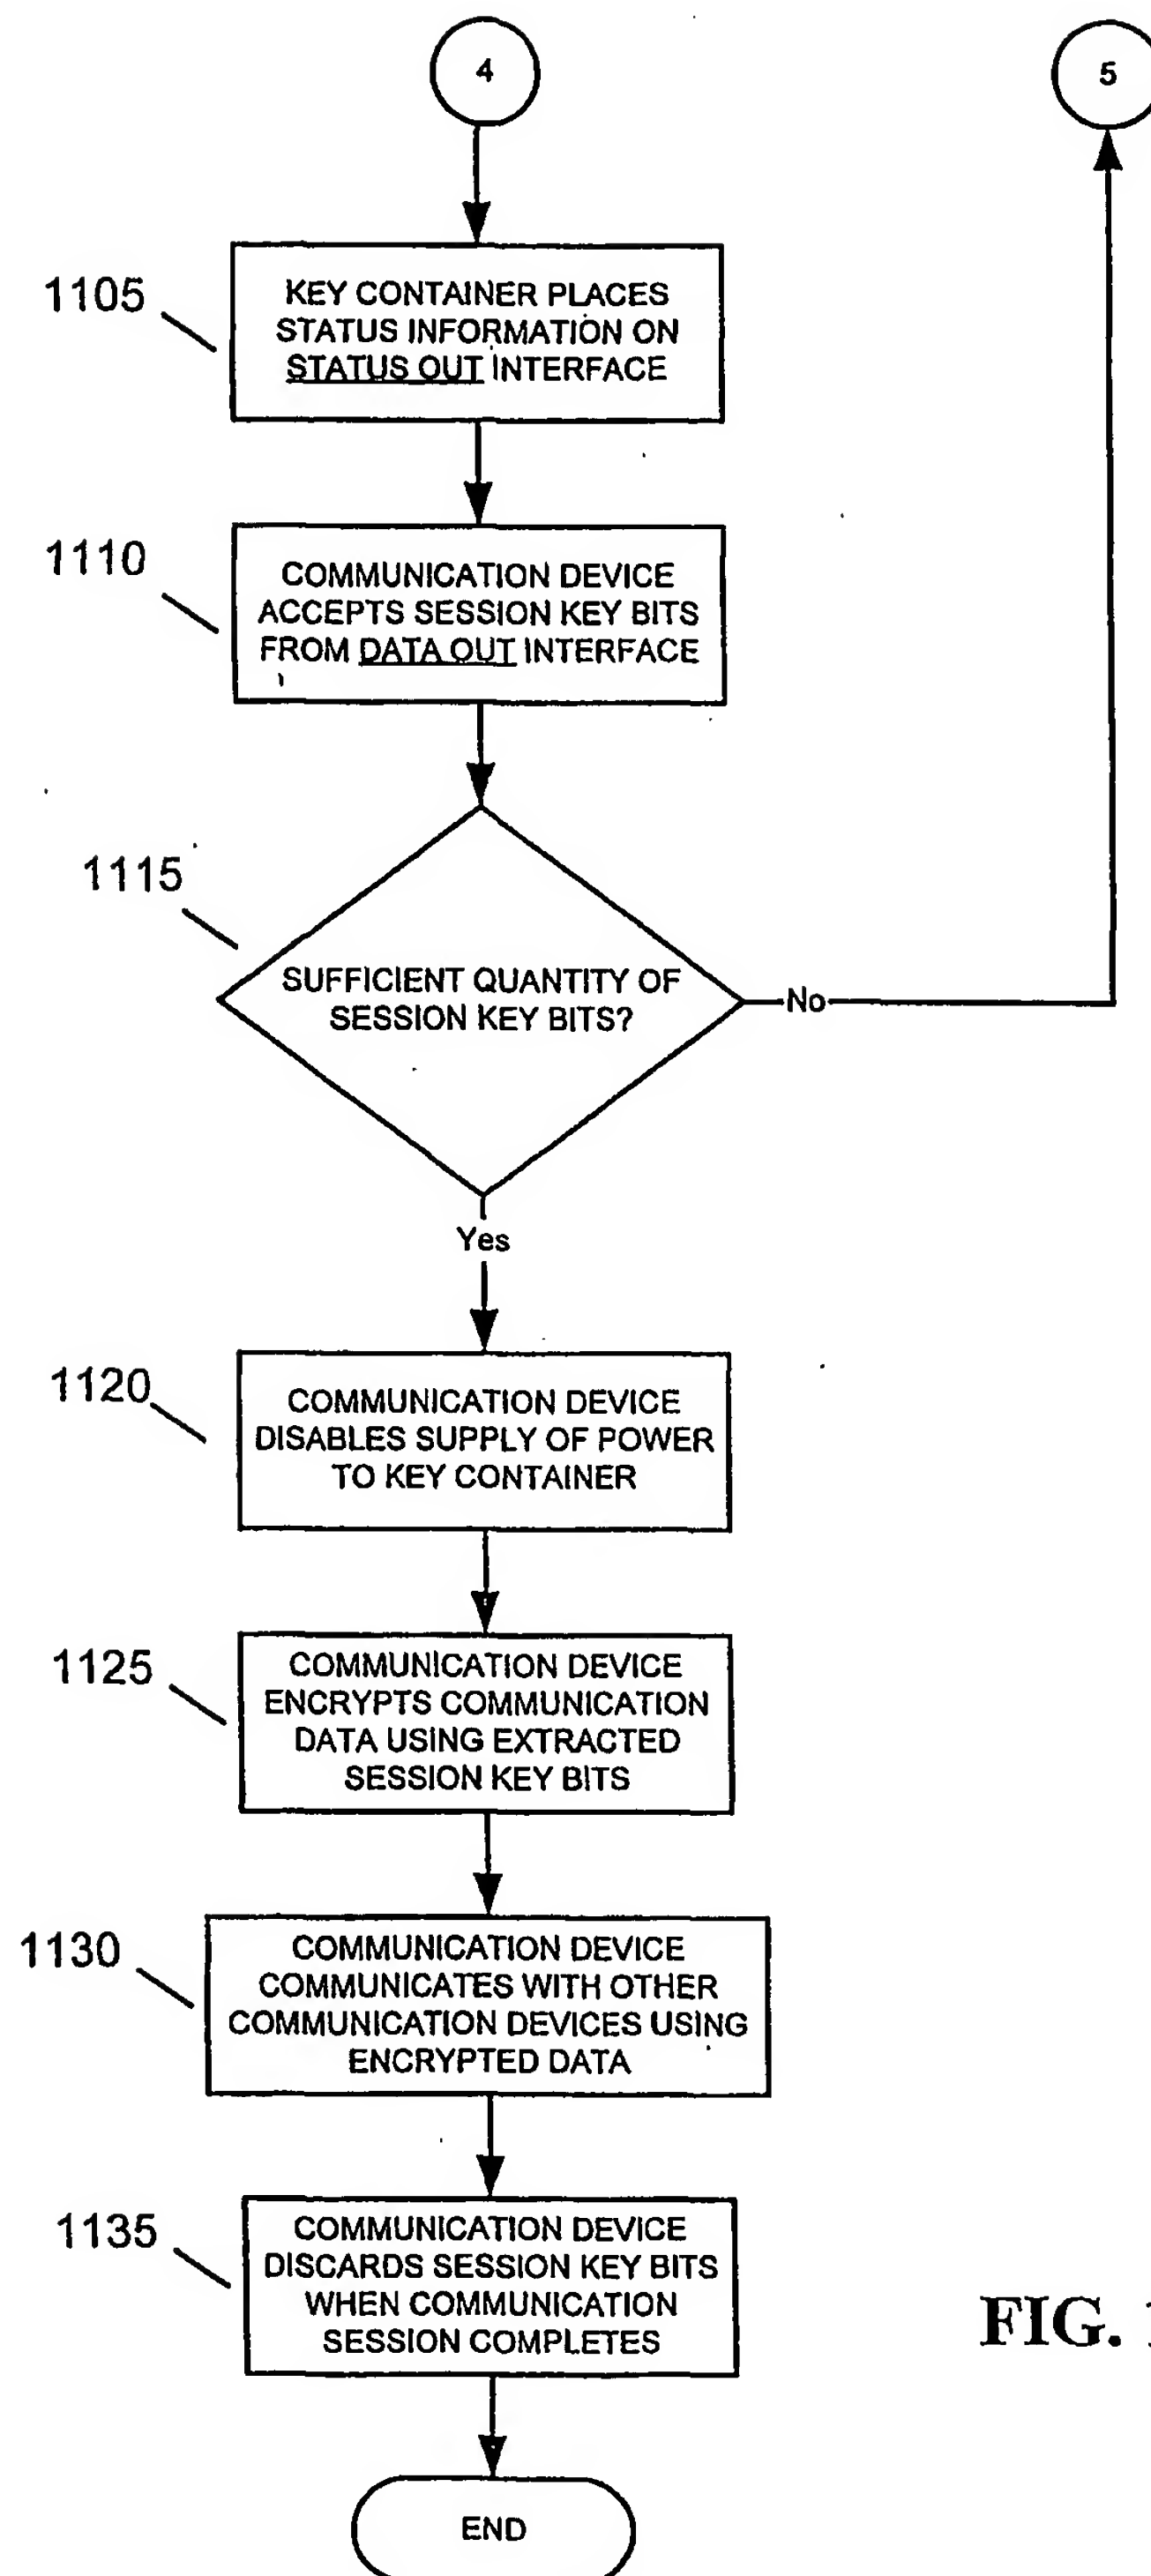 4
5
1105
KEY CONTAINER PLACES
STATUS INFORMATION ON
STATUS OUT INTERFACE
1110
COMMUNICATION DEVICE
ACCEPTS SESSION KEY BITS
FROM DATA OUT INTERFACE
1115
SUFFICIENT QUANTITY OF
SESSION KEY BITS?
No
Yes
1120
COMMUNICATION DEVICE
DISABLES SUPPLY OF POWER
TO KEY CONTAINER
1125
COMMUNICATION DEVICE
ENCRYPTS COMMUNICATION
DATA USING EXTRACTED
SESSION KEY BITS
1130
COMMUNICATION DEVICE
COMMUNICATES WITH OTHER
COMMUNICATION DEVICES USING
ENCRYPTED DATA
1135
COMMUNICATION DEVICE
DISCARDS SESSION KEY BITS
WHEN COMMUNICATION
SESSION COMPLETES
FIG.
END